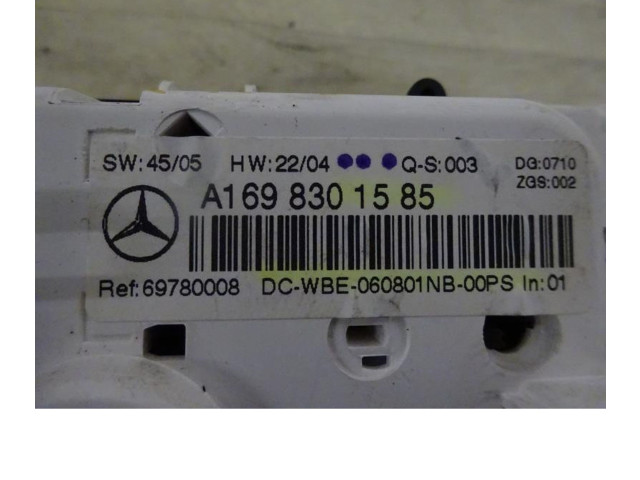 SW: 45/05 HW: 22/04 Q-S: 003 DG:0710
ZGS:002
A169 830 15 85
Ref: 69780008 DC-WBE-060801NB-00PS In: 01